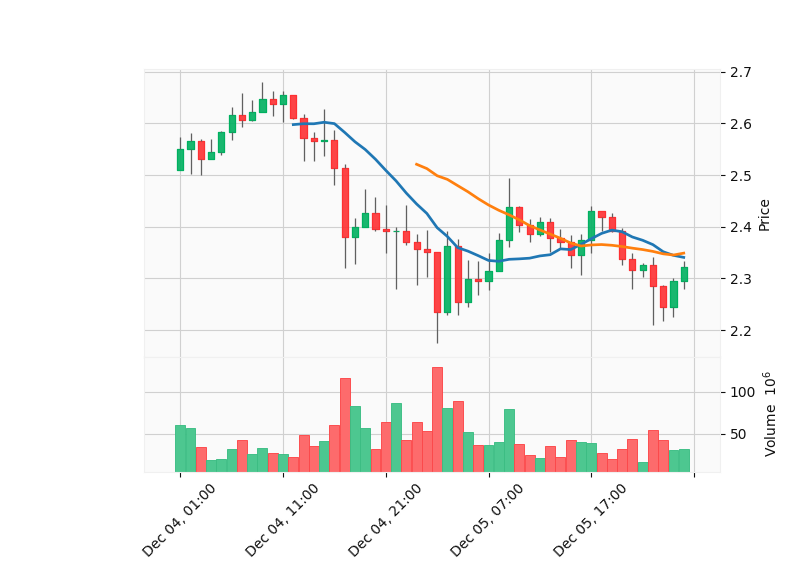 2.7
2.6
2.5
2.4
2.3
2.2
Price
100
50
Volume 10^6
Dec 04, 01:00
Dec 04, 11:00
Dec 04, 21:00
Dec 05, 07:00
Dec 05, 17:00